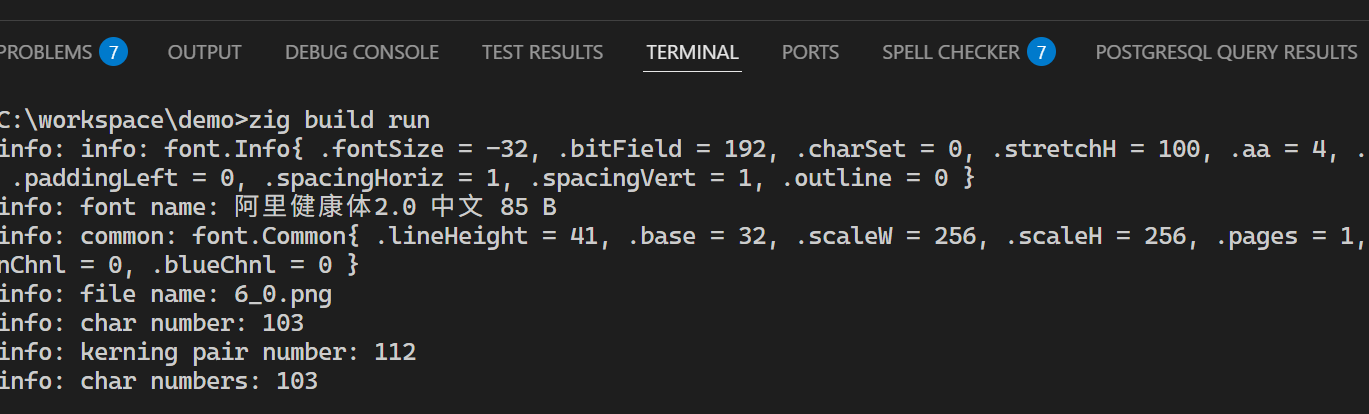 PROBLEMS 7 OUTPUT DEBUG CONSOLE TEST RESULTS TERMINAL PORTS SPELL CHECKER 7 POSTGRESQL QUERY RESULTS
C:\workspace\demo>zig build run
info: info: font.Info{ .fontSize = -32, .bitField = 192, .charSet = 0, .stretchH = 100, .aa = 4, .
.paddingLeft = 0, .spacingHoriz = 1, .spacingVert = 1, .outline = 0 }
info: font name: 阿里健康体2.0 中文 85 B
info: common: font.Common{ .lineHeight = 41, .base = 32, .scaleW = 256, .scaleH = 256, .pages = 1,
nChnl = 0, .blueChnl = 0 }
info: file name: 6_0.png
info: char number: 103
info: kerning pair number: 112
info: char numbers: 103